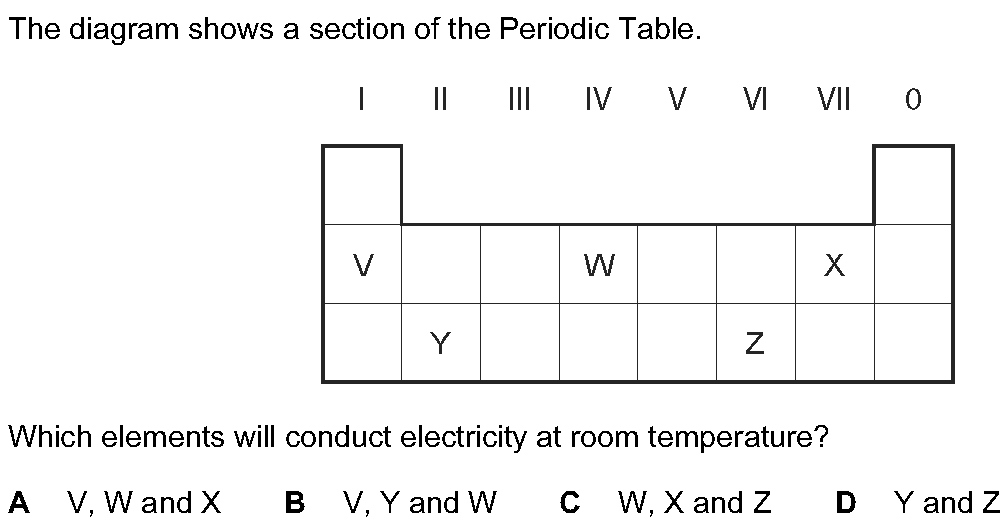 The diagram shows a section of the Periodic Table.
I II III IV V VI VII 0
V W X
Y Z
Which elements will conduct electricity at room temperature?
A V, W and X B V, Y and W C W, X and Z D Y and Z